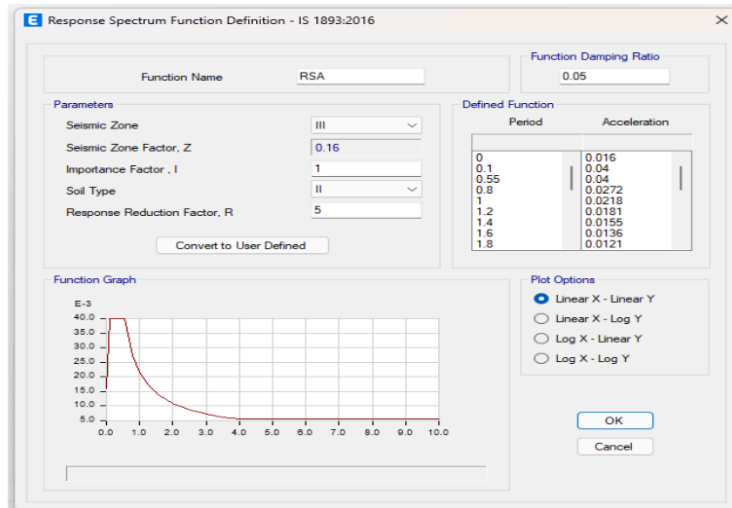 E Response Spectrum Function Definition - IS 1893:2016
Function Name RSA
Function Damping Ratio
0.05
Parameters
Seismic Zone III
Seismic Zone Factor, Z 0.16
Importance Factor , I 1
Soil Type II
Response Reduction Factor, R 5
Convert to User Defined
Defined Function
Period Acceleration
0 0.016
0.1 0.04
0.55 0.04
0.8 0.0272
1 0.0218
1.2 0.0181
1.4 0.0155
1.6 0.0136
1.8 0.0121
Function Graph
E-3
40.0
35.0
30.0
25.0
20.0
15.0
10.0
5.0
0.0 1.0 2.0 3.0 4.0 5.0 6.0 7.0 8.0 9.0 10.0
Plot Options
Linear X - Linear Y
Linear X - Log Y
Log X - Linear Y
Log X - Log Y
OK
Cancel